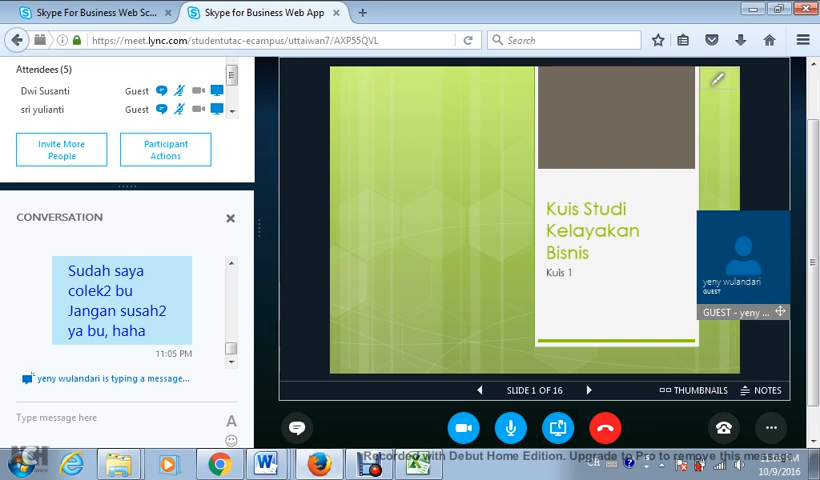 Skype For Business Web Sc...
Skype for Business Web App
https://meet.lync.com/studentutac-ecampus/uttaiwan7/AXP55QVL
Search
Attendees (5)
Dwi Susanti Guest
sri yulianti Guest
Invite More
People
Participant
Actions
CONVERSATION
Sudah saya
colek2 bu
Jangan susah2
ya bu, haha
11:05 PM
yeny wulandari is typing a message...
Type message here
A
Kuis Studi
Kelayakan
Bisnis
Kuis 1
yeny wulandari
GUEST
GUEST - yeny ...
SLIDE 1 OF 16
THUMBNAILS
NOTES
Recorded with Debut Home Edition. Upgrade to Pro to remove this message.
CH
10/9/2016